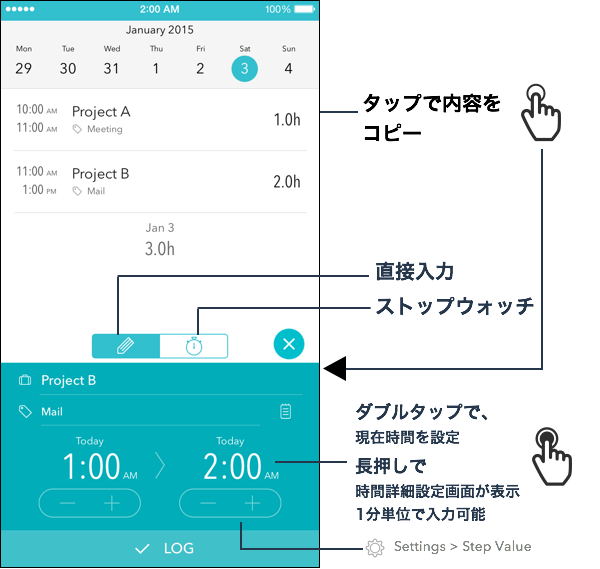 2:00 AM 100%
January 2015
Mon Tue Wed Thu Fri Sat Sun
29 30 31 1 2 3 4
10:00 AM Project A 1.0h
11:00 AM Meeting
11:00 AM Project B 2.0h
1:00 PM Mail
Jan 3
3.0h
タップで内容を
コピー
直接入力
ストップウォッチ
Project B
Mail
Today Today
1:00 AM 2:00 AM
LOG
ダブルタップで、
現在時間を設定
長押しで
時間詳細設定画面が表示
1分単位で入力可能
Settings > Step Value